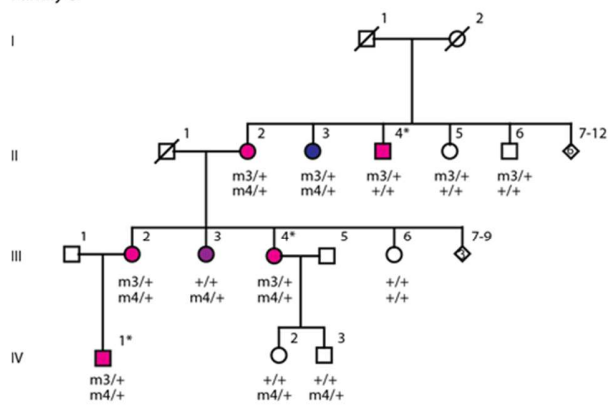 I
1 2
1 2 3 4* 5 6 7-12
II
m3/+ m3/+ m3/+ m3/+ m3/+
m4/+ m4/+ +/+ +/+ +/+
1 2 3 4* 5 6 7-9
III
m3/+ +/+ m3/+ +/+
m4/+ m4/+ m4/+ +/+
1* 2 3
IV
m3/+ +/+ +/+
m4/+ m4/+ m4/+